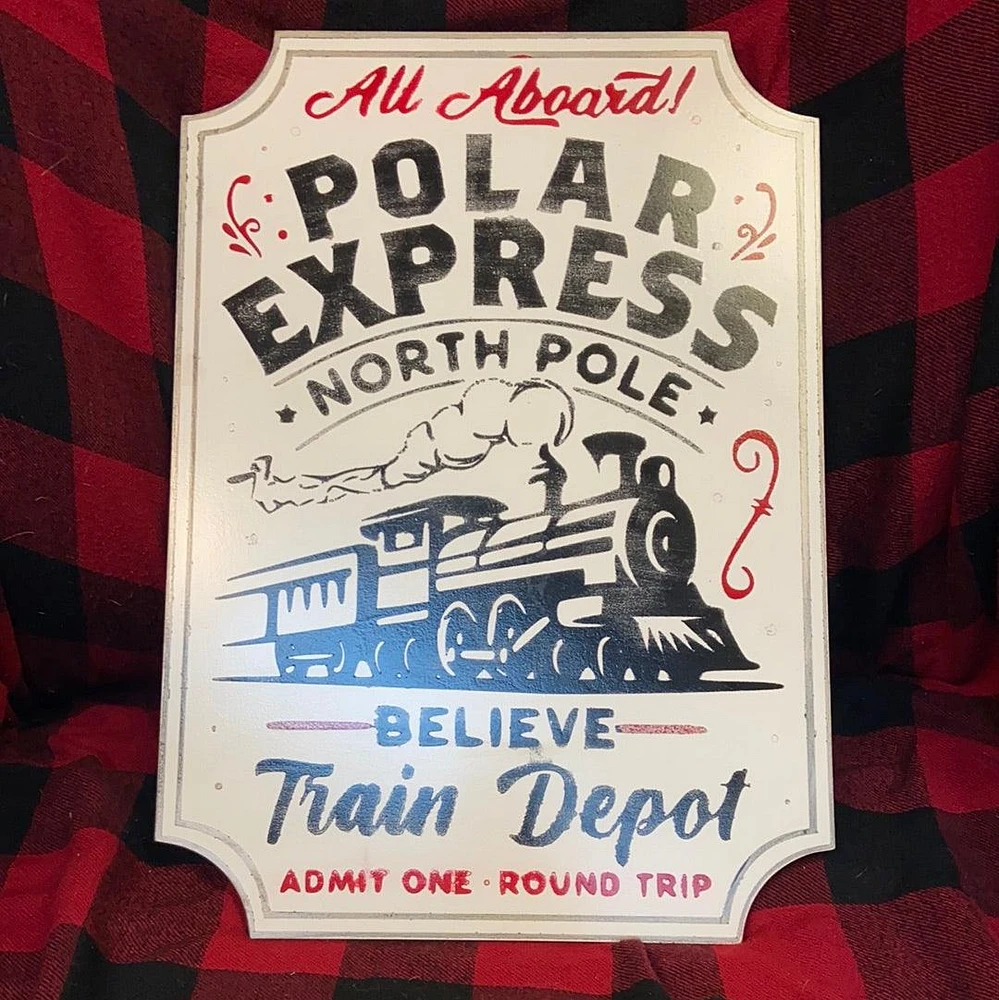 All Aboard!
POLAR
EXPRESS
NORTH POLE
BELIEVE
Train Depot
ADMIT ONE · ROUND TRIP